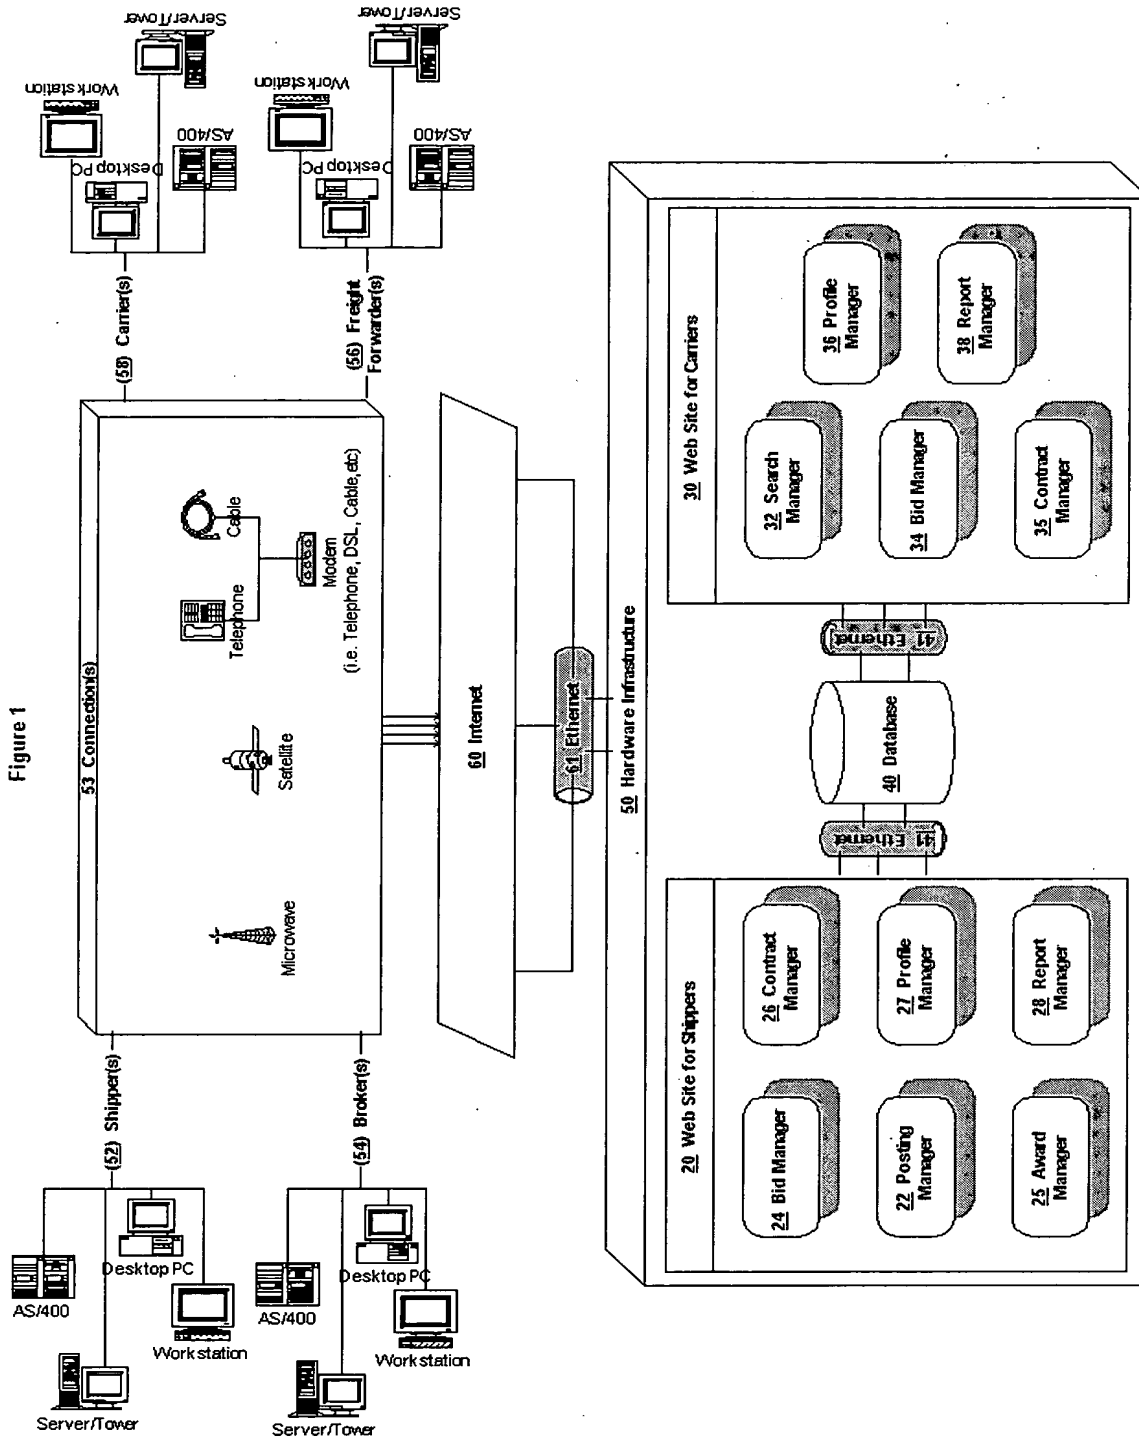 Figure 1
53 Connection(s)
Microwave
Satellite
Telephone
Cable
Modem
(i.e. Telephone, DSL, Cable,etc)
(52) Shipper(s)
AS/400
Desktop PC
Workstation
Server/Tower
(54) Broker(s)
AS/400
Desktop PC
Workstation
Server/Tower
(58) Carrier(s)
Server/Tower
Workstation
Desktop
PC
AS/400
(56) Freight
Forwarder(s)
Server/Tower
Workstation
Desktop
PC
AS/400
60 Internet
61 Ethernet
50 Hardware Infrastructure
20 Web Site for Shippers
24 Bid Manager
26 Contract
Manager
22 Posting
Manager
27 Profile
Manager
25 Award
Manager
28 Report
Manager
41 Ethernet
40 Database
41 Ethernet
30 Web Site for Carriers
32 Search
Manager
36 Profile
Manager
34 Bid Manager
38 Report
Manager
35 Contract
Manager